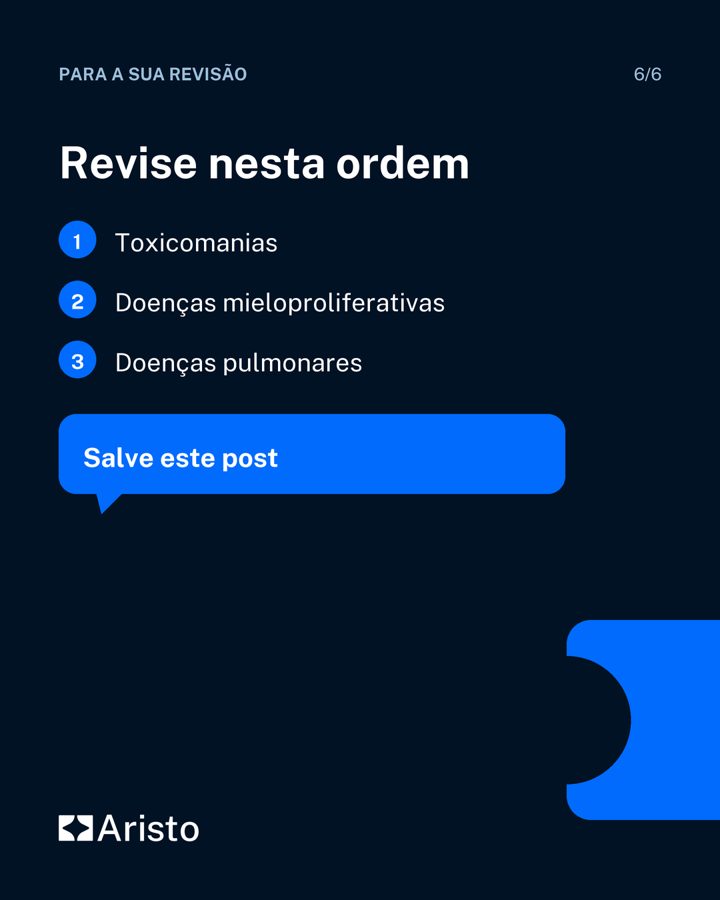 PARA A SUA REVISÃO
6/6
Revise nesta ordem
1 Toxicomanias
2 Doenças mieloproliferativas
3 Doenças pulmonares
Salve este post
Aristo